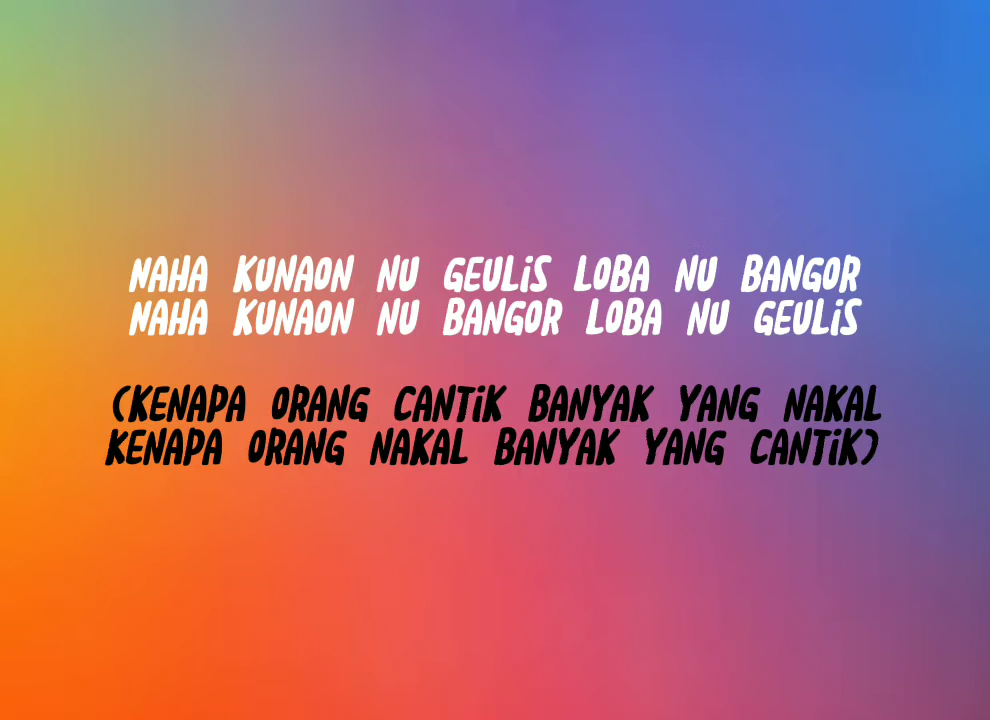 NAHA KUNAON NU GEULiS LOBA NU BANGOR
NAHA KUNAON NU BANGOR LOBA NU GEULiS
(KENAPA ORANG CANTiK BANYAK YANG NAKAL
KENAPA ORANG NAKAL BANYAK YANG CANTiK)